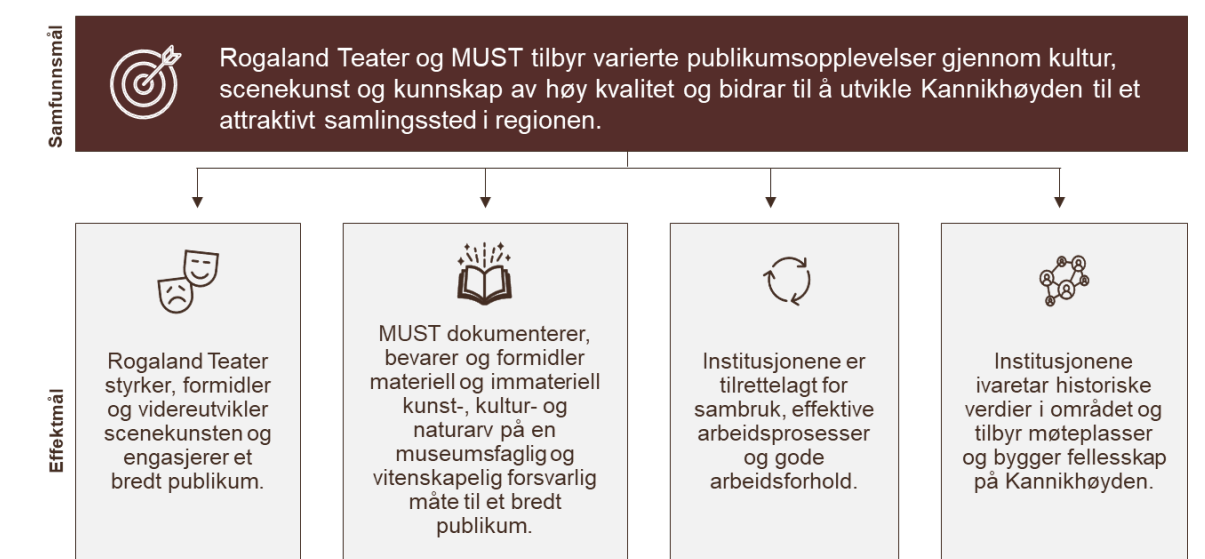 Samfunnsmål
Rogaland Teater og MUST tilbyr varierte publikumsopplevelser gjennom kultur,
scenekunst og kunnskap av høy kvalitet og bidrar til å utvikle Kannikhøyden til et
attraktivt samlingssted i regionen.
Effektmål
Rogaland Teater
styrker, formidler
og videreutvikler
scenekunsten og
engasjerer et
bredt publikum.
MUST dokumenterer,
bevarer og formidler
materiell og immateriell
kunst-, kultur- og
naturarv på en
museumsfaglig og
vitenskapelig forsvarlig
måte til et bredt
publikum.
Institusjonene er
tilrettelagt for
sambruk, effektive
arbeidsprosesser
og gode
arbeidsforhold.
Institusjonene
ivaretar historiske
verdier i området og
tilbyr møteplasser
og bygger fellesskap
på Kannikhøyden.